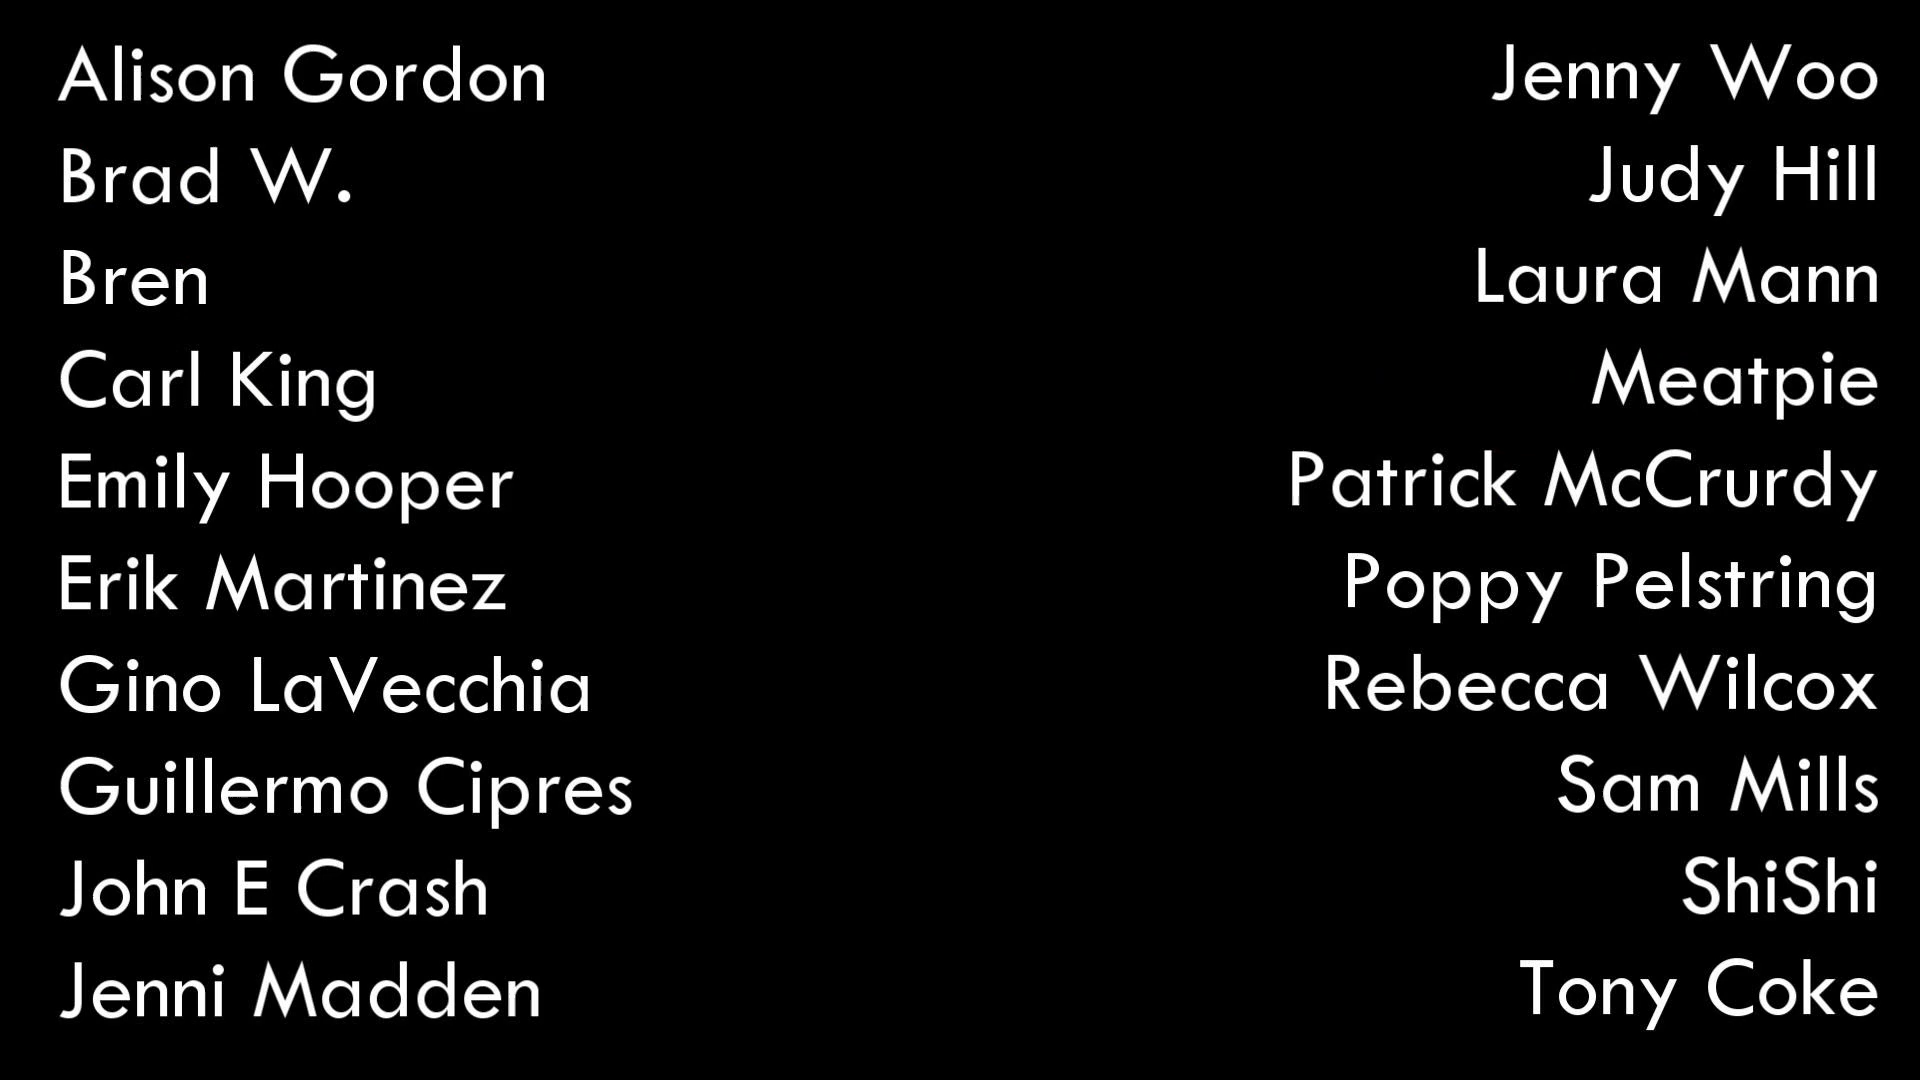 Alison Gordon
Brad W.
Bren
Carl King
Emily Hooper
Erik Martinez
Gino LaVecchia
Guillermo Cipres
John E Crash
Jenni Madden
Jenny Woo
Judy Hill
Laura Mann
Meatpie
Patrick McCrurdy
Poppy Pelstring
Rebecca Wilcox
Sam Mills
ShiShi
Tony Coke